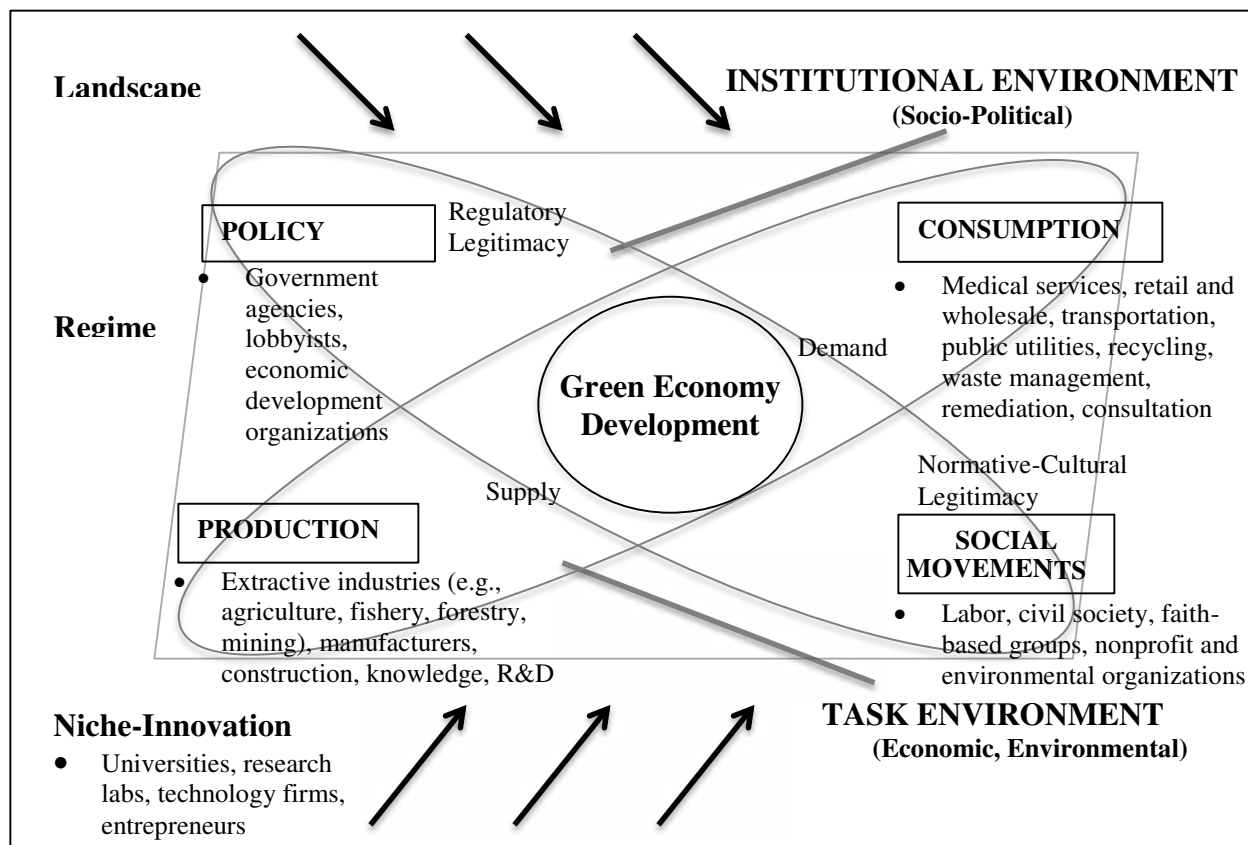 Landscape
INSTITUTIONAL ENVIRONMENT
(Socio-Political)
POLICY
Regulatory
Legitimacy
CONSUMPTION
• Government
agencies,
lobbyists,
economic
development
organizations
• Medical services, retail and
wholesale, transportation,
public utilities, recycling,
waste management,
remediation, consultation
Regime
Demand
Green Economy
Development
Supply
Normative-Cultural
Legitimacy
PRODUCTION
SOCIAL
MOVEMENTS
• Extractive industries (e.g.,
agriculture, fishery, forestry,
mining), manufacturers,
construction, knowledge, R&D
• Labor, civil society, faith-
based groups, nonprofit and
environmental organizations
Niche-Innovation
• Universities, research
labs, technology firms,
entrepreneurs
TASK ENVIRONMENT
(Economic, Environmental)